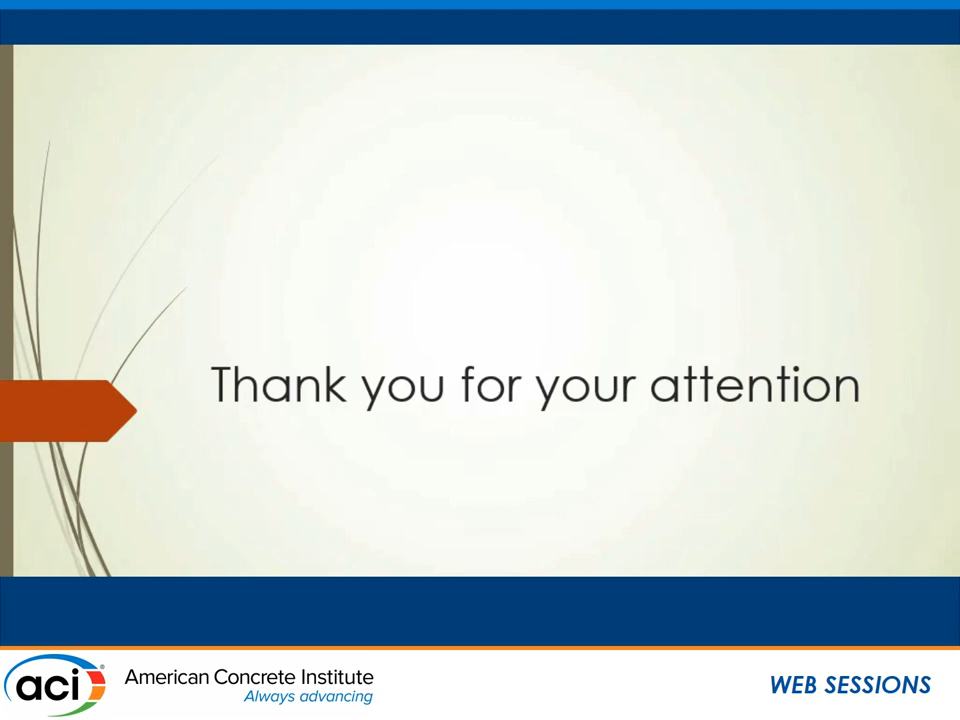 Thank you for your attention
aci® American Concrete Institute
Always advancing
WEB SESSIONS